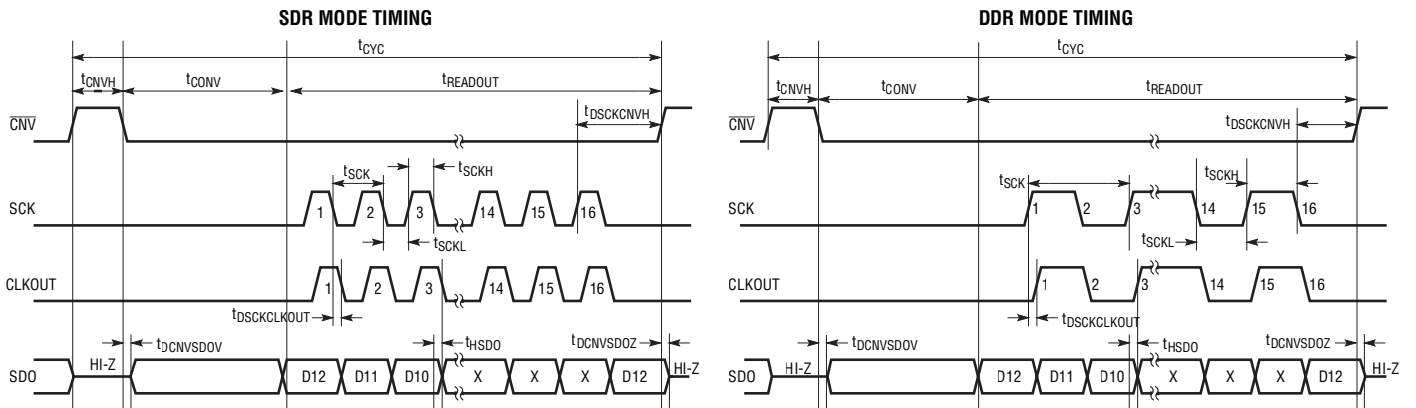 SDR MODE TIMING
tCYC
tCNVH tCONV tREADOUT
tDSCKCNVH
CNV
tSCK tSCKH
SCK 1 2 3 14 15 16
tSCKL
CLKOUT 1 2 3 14 15 16
tDSCKCLKOUT
tDCNVSDOV tHSDO tDCNVSDOZ
SDO HI-Z D12 D11 D10 X X X D12 HI-Z
DDR MODE TIMING
tCYC
tCNVH tCONV tREADOUT
tDSCKCNVH
CNV
tSCK tSCKH
SCK 1 2 3 14 15 16
tSCKL
CLKOUT 1 2 3 14 15 16
tDSCKCLKOUT
tDCNVSDOV tHSDO tDCNVSDOZ
SDO HI-Z D12 D11 D10 X X X D12 HI-Z